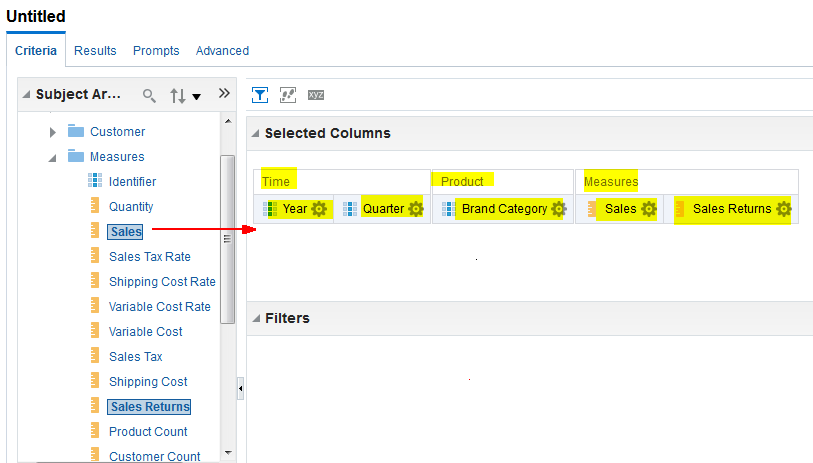 Untitled
Criteria Results Prompts Advanced
Subject Ar...
Customer
Measures
Identifier
Quantity
Sales
Sales Tax Rate
Shipping Cost Rate
Variable Cost Rate
Variable Cost
Sales Tax
Shipping Cost
Sales Returns
Product Count
Customer Count
xyz
Selected Columns
Time Product Measures
Year Quarter Brand Category Sales Sales Returns
Filters